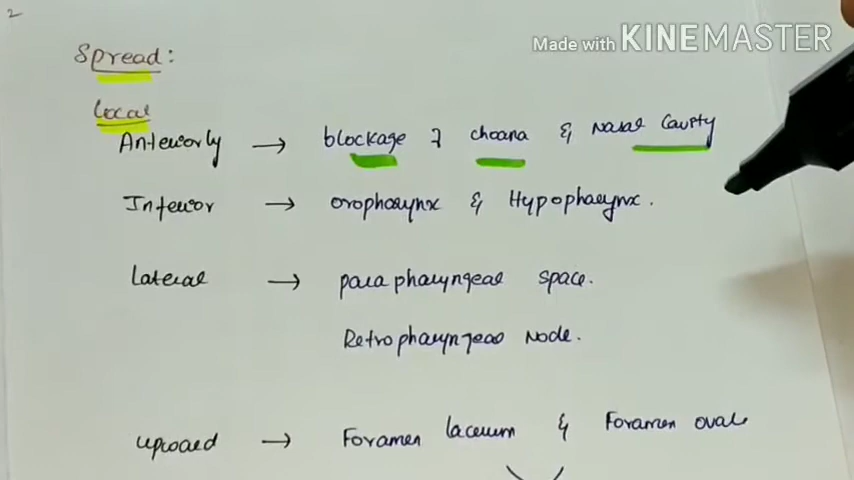 2
Made with KINEMASTER
Spread:
Local
Anteriorly → blockage of choana & Nasal Cavity
Inferior → oropharynx & Hypopharynx.
lateral → parapharyngeal space.
Retropharyngeal Node.
upward → Foramen lacerum & Foramen ovale